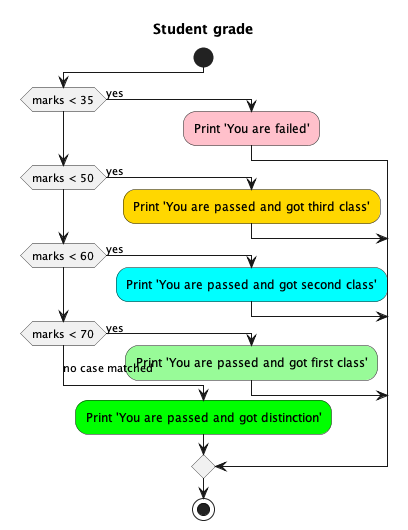 Student grade
marks < 35
yes
Print 'You are failed'
marks < 50
yes
Print 'You are passed and got third class'
marks < 60
yes
Print 'You are passed and got second class'
marks < 70
yes
Print 'You are passed and got first class'
no case matched
Print 'You are passed and got distinction'